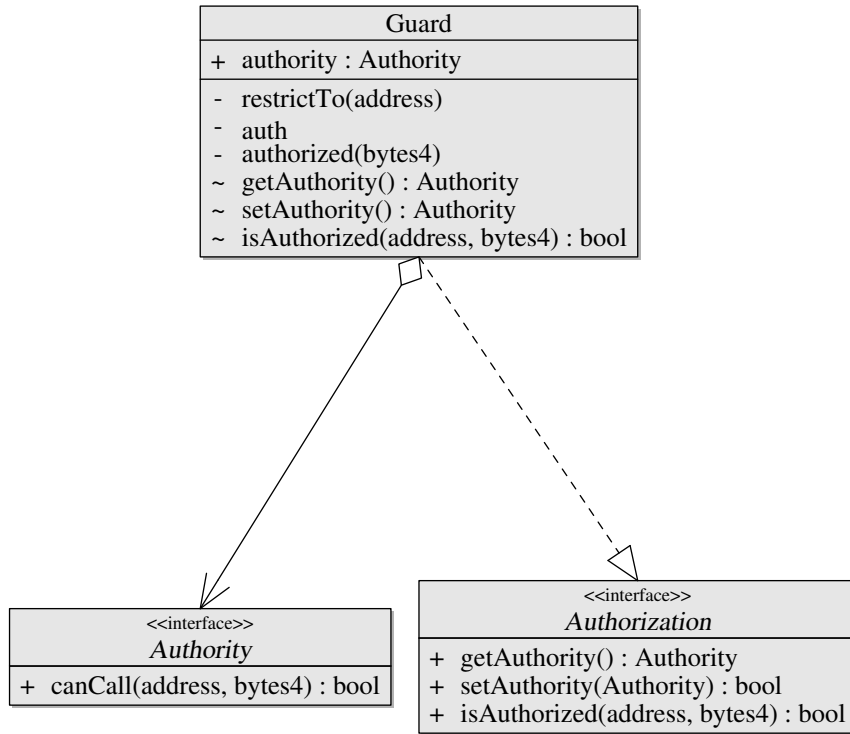 Guard
+ authority : Authority
- restrictTo(address)
- auth
- authorized(bytes4)
~ getAuthority() : Authority
~ setAuthority() : Authority
~ isAuthorized(address, bytes4) : bool
<<interface>>
Authority
+ canCall(address, bytes4) : bool
<<interface>>
Authorization
+ getAuthority() : Authority
+ setAuthority(Authority) : bool
+ isAuthorized(address, bytes4) : bool